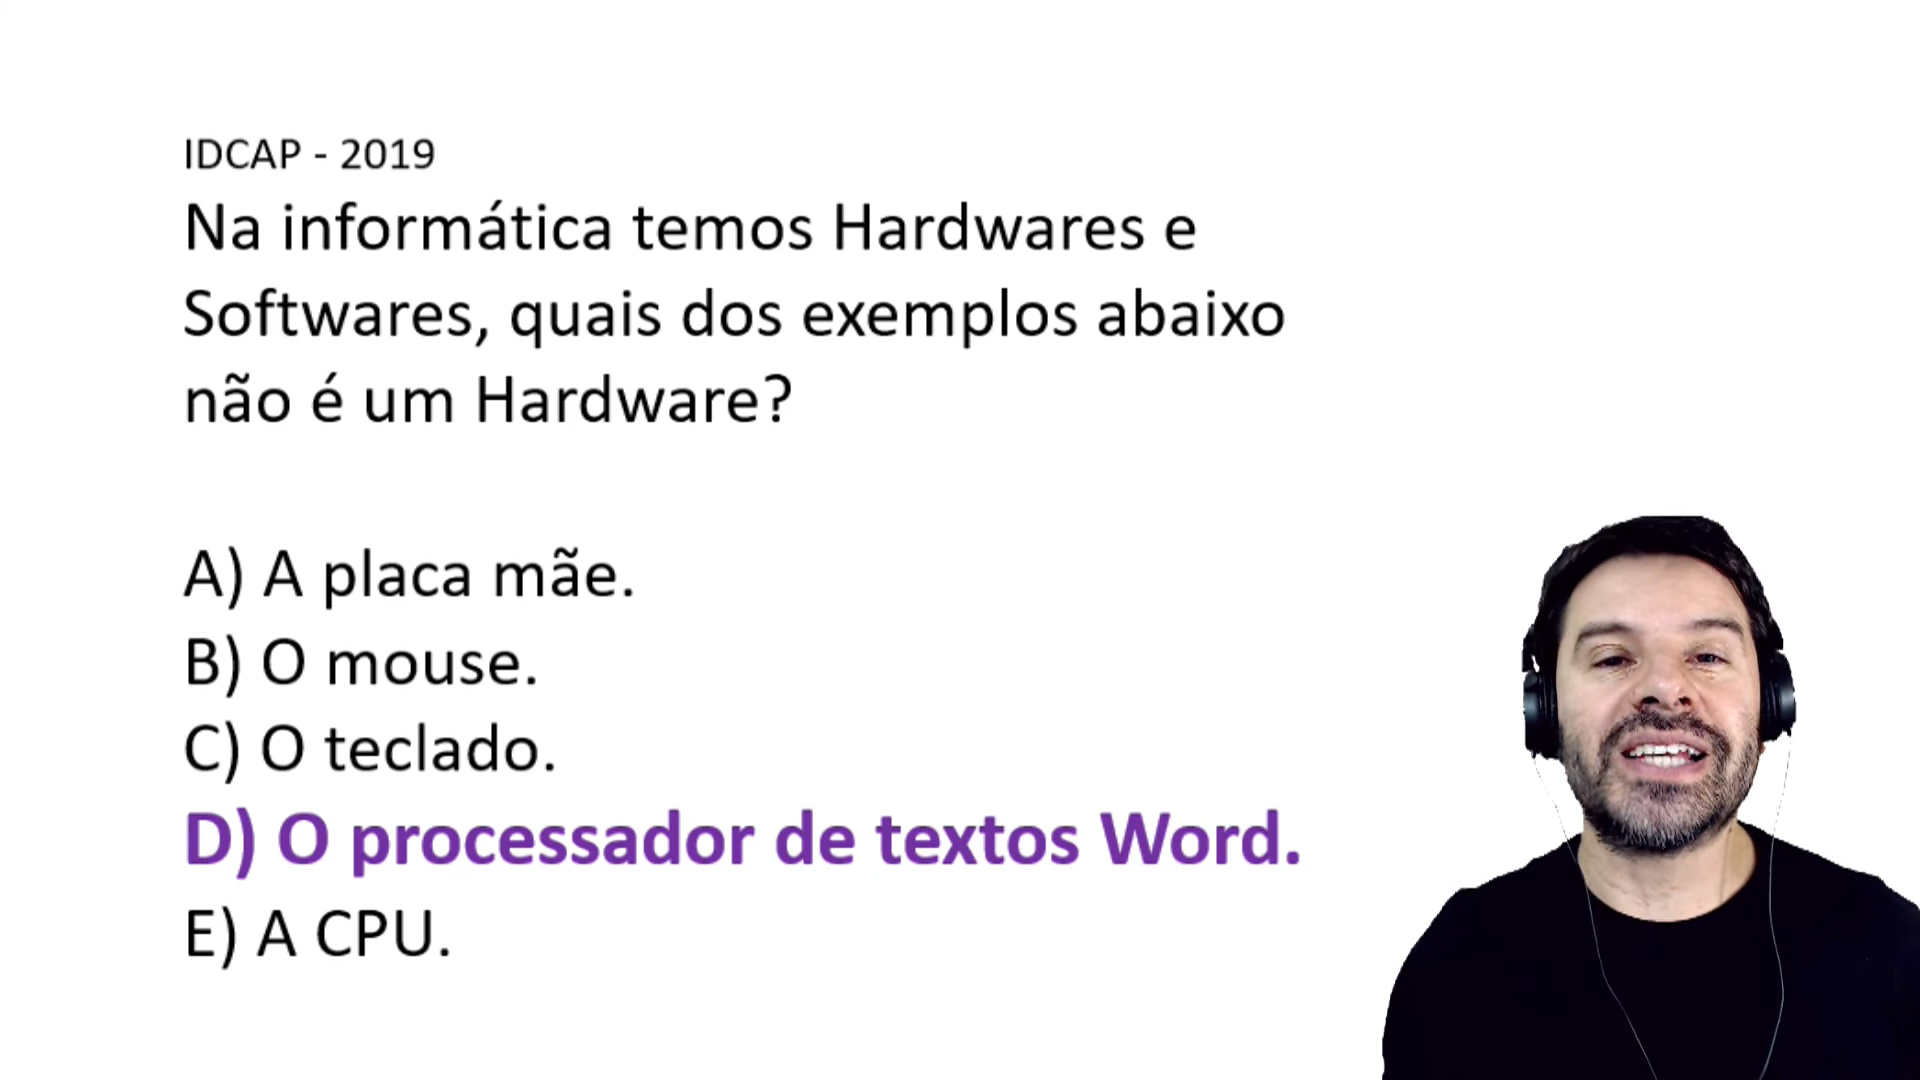 IDCAP - 2019
Na informática temos Hardwares e
Softwares, quais dos exemplos abaixo
não é um Hardware?
A) A placa mãe.
B) O mouse.
C) O teclado.
D) O processador de textos Word.
E) A CPU.